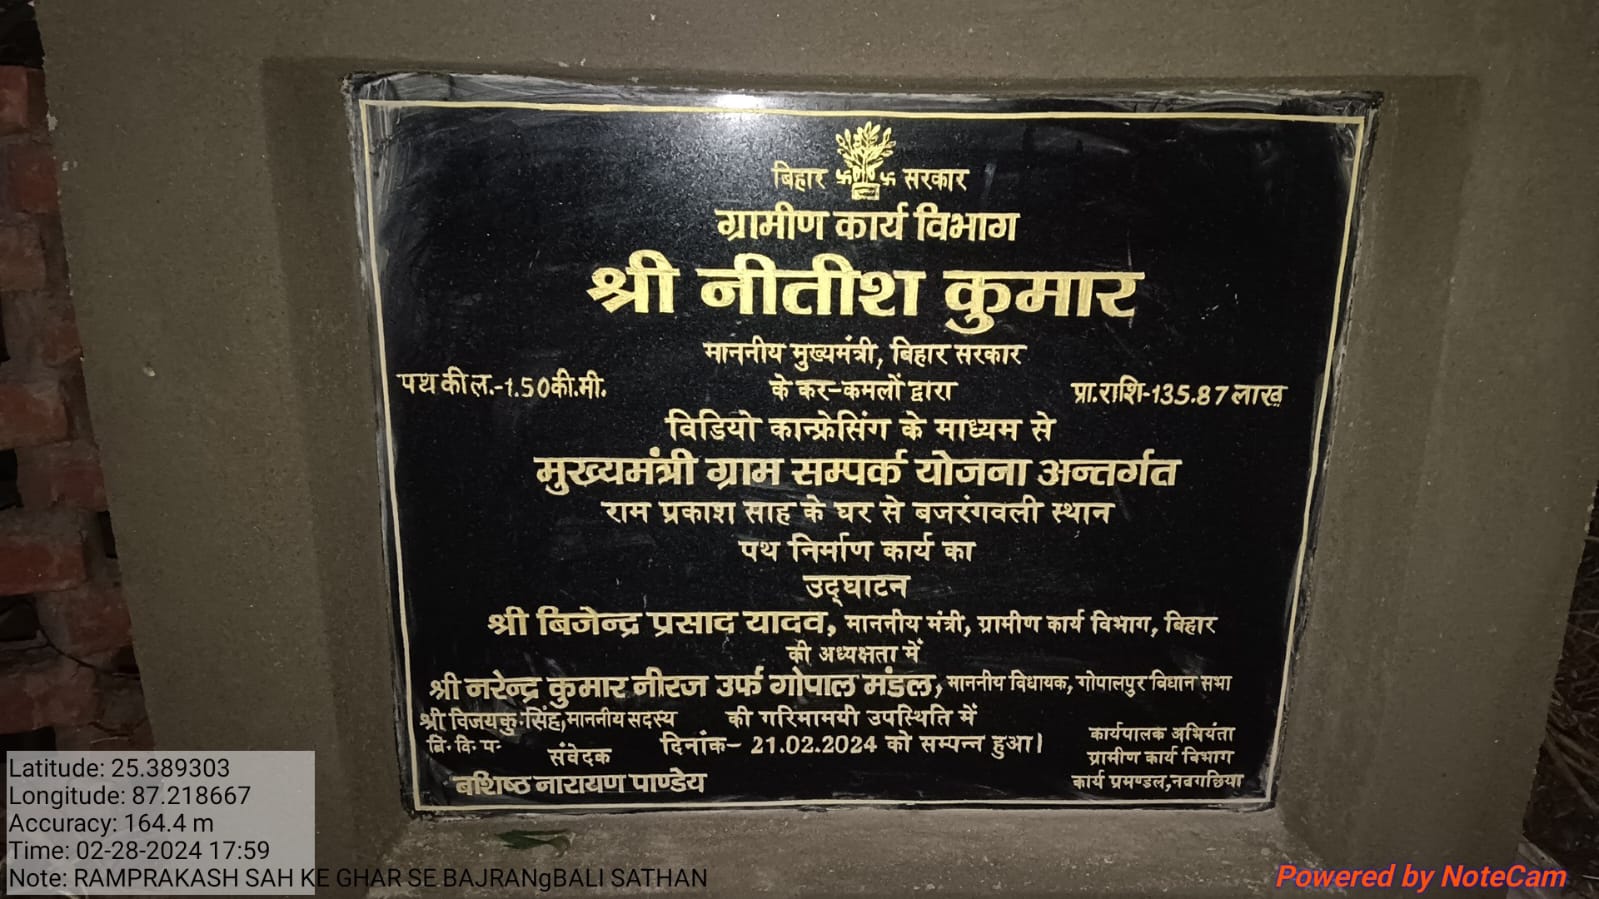 बिहार सरकार
ग्रामीण कार्य विभाग
श्री नीतीश कुमार
माननीय मुख्यमंत्री, बिहार सरकार
पथ की ल.-1.50की.मी. के कर-कमलों द्वारा प्रा.राशि-135.87 लाख
विडियो कान्फ्रेसिंग के माध्यम से
मुख्यमंत्री ग्राम सम्पर्क योजना अन्तर्गत
राम प्रकाश साह के घर से बजरंगवली स्थान
पथ निर्माण कार्य का
उद्घाटन
श्री बिजेन्द्र प्रसाद यादव, माननीय मंत्री, ग्रामीण कार्य विभाग, बिहार
की अध्यक्षता में
श्री नरेन्द्र कुमार नीरज उर्फ गोपाल मंडल, माननीय विधायक, गोपालपुर विधान सभा
श्री विजय कु. सिंह, माननीय सदस्य की गरिमामयी उपस्थिति में
बि. वि. प. दिनांक- 21.02.2024 को सम्पन्न हुआ।
संवेदक
बशिष्ठ नारायण पाण्डेय
कार्यपालक अभियंता
ग्रामीण कार्य विभाग
कार्य प्रमण्डल, नवगछिया
Latitude: 25.389303
Longitude: 87.218667
Accuracy: 164.4 m
Time: 02-28-2024 17:59
Note: RAMPRAKASH SAH KE GHAR SE BAJRANgBALI SATHAN
Powered by NoteCam